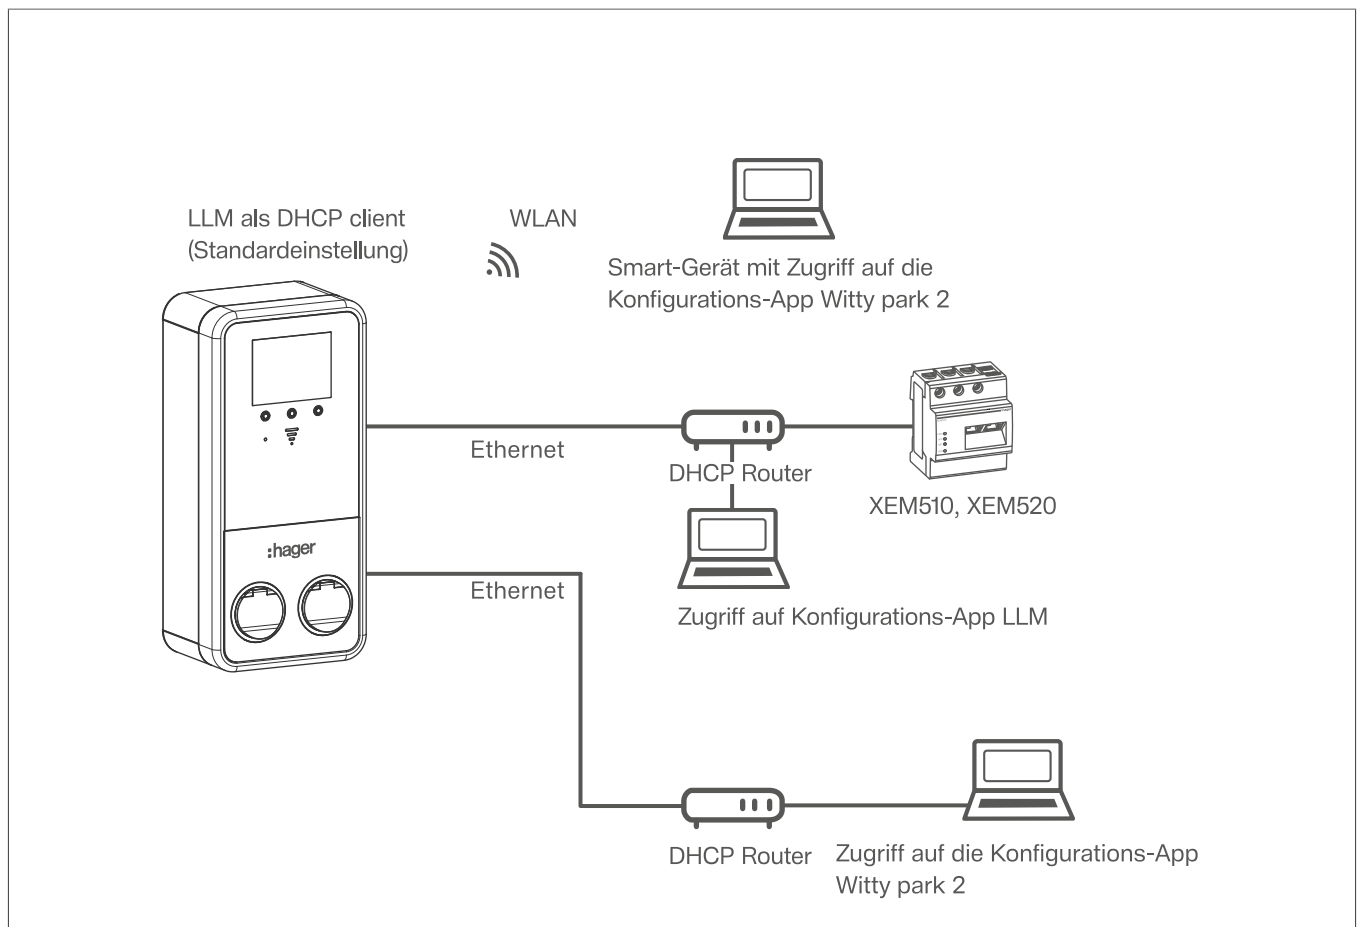 LLM als DHCP client
(Standardeinstellung)
WLAN
Smart-Gerät mit Zugriff auf die
Konfigurations-App Witty park 2
Ethernet
DHCP Router
XEM510, XEM520
:hager
Ethernet
Zugriff auf Konfigurations-App LLM
DHCP Router
Zugriff auf die Konfigurations-App
Witty park 2